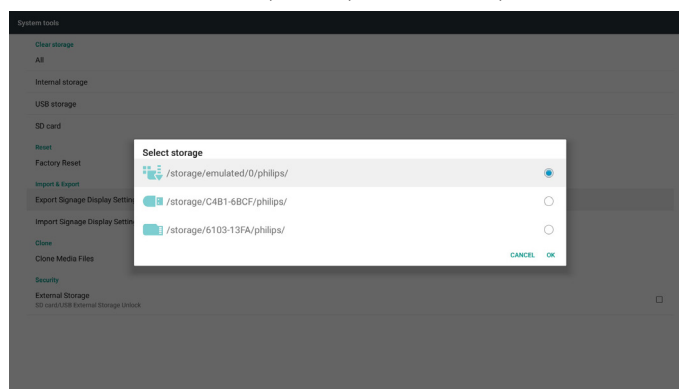 System tools
Clear storage
All
Internal storage
USB storage
SD card
Reset
Factory Reset
Import & Export
Export Signage Display Settin
Import Signage Display Settin
Clone
Clone Media Files
Security
External Storage
SD card/USB External Storage Unlock
Select storage
/storage/emulated/0/philips/
/storage/C4B1-6BCF/philips/
/storage/6103-13FA/philips/
CANCEL OK